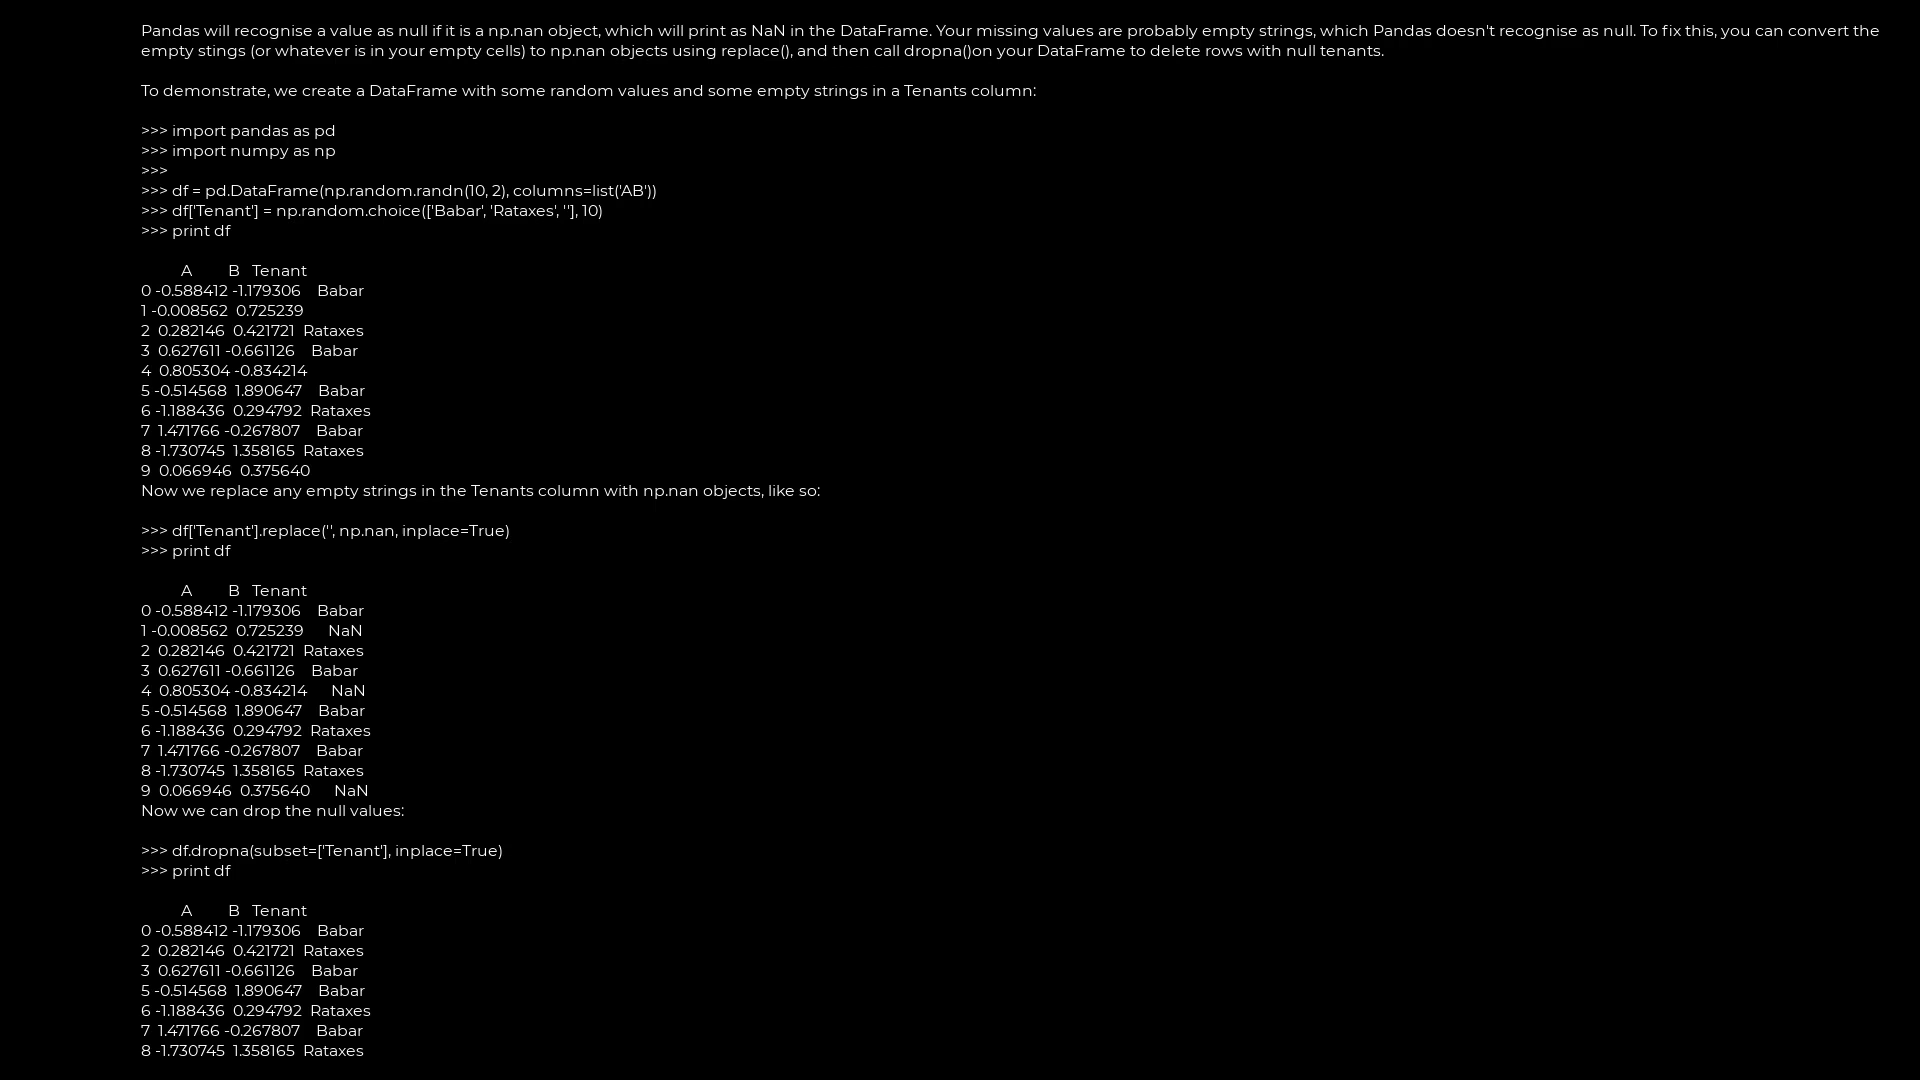 Pandas will recognise a value as null if it is a np.nan object, which will print as NaN in the DataFrame. Your missing values are probably empty strings, which Pandas doesn't recognise as null. To fix this, you can convert the
empty stings (or whatever is in your empty cells) to np.nan objects using replace(), and then call dropna()on your DataFrame to delete rows with null tenants.
To demonstrate, we create a DataFrame with some random values and some empty strings in a Tenants column:
>>> import pandas as pd
>>> import numpy as np
>>>
>>> df = pd.DataFrame(np.random.randn(10, 2), columns=list('AB'))
>>> df['Tenant'] = np.random.choice(['Babar', 'Rataxes', ''], 10)
>>> print df
A B Tenant
0 -0.588412 -1.179306 Babar
1 -0.008562 0.725239
2 0.282146 0.421721 Rataxes
3 0.627611 -0.661126 Babar
4 0.805304 -0.834214
5 -0.514568 1.890647 Babar
6 -1.188436 0.294792 Rataxes
7 1.471766 -0.267807 Babar
8 -1.730745 1.358165 Rataxes
9 0.066946 0.375640
Now we replace any empty strings in the Tenants column with np.nan objects, like so:
>>> df['Tenant'].replace('', np.nan, inplace=True)
>>> print df
A B Tenant
0 -0.588412 -1.179306 Babar
1 -0.008562 0.725239 NaN
2 0.282146 0.421721 Rataxes
3 0.627611 -0.661126 Babar
4 0.805304 -0.834214 NaN
5 -0.514568 1.890647 Babar
6 -1.188436 0.294792 Rataxes
7 1.471766 -0.267807 Babar
8 -1.730745 1.358165 Rataxes
9 0.066946 0.375640 NaN
Now we can drop the null values:
>>> df.dropna(subset=['Tenant'], inplace=True)
>>> print df
A B Tenant
0 -0.588412 -1.179306 Babar
2 0.282146 0.421721 Rataxes
3 0.627611 -0.661126 Babar
5 -0.514568 1.890647 Babar
6 -1.188436 0.294792 Rataxes
7 1.471766 -0.267807 Babar
8 -1.730745 1.358165 Rataxes